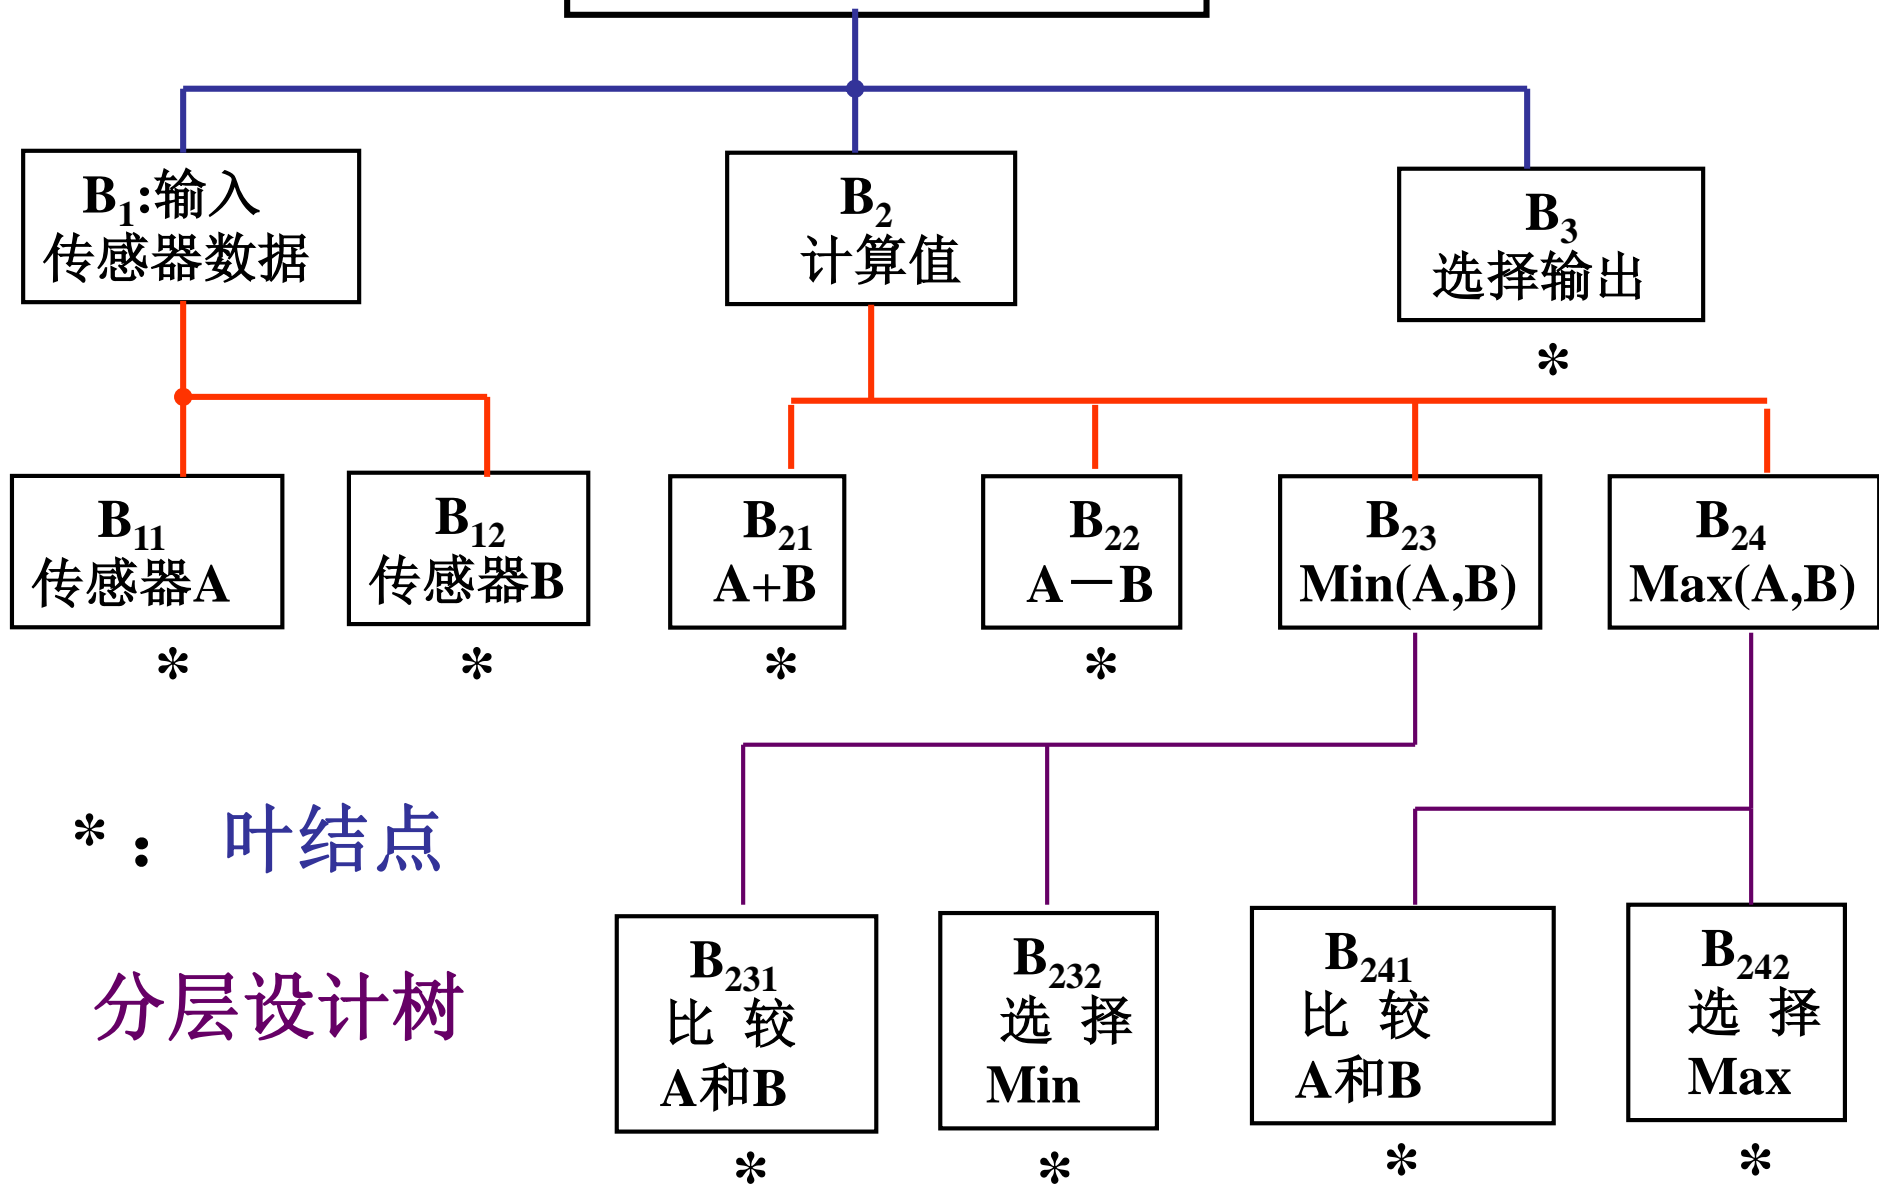 B₁:输入
传感器数据
B₂
计算值
B₃
选择输出
*
B₁₁
传感器A
*
B₁₂
传感器B
*
B₂₁
A+B
*
B₂₂
A－B
*
B₂₃
Min(A,B)
B₂₄
Max(A,B)
*： 叶结点
分层设计树
B₂₃₁
比 较
A和B
*
B₂₃₂
选 择
Min
*
B₂₄₁
比 较
A和B
*
B₂₄₂
选 择
Max
*